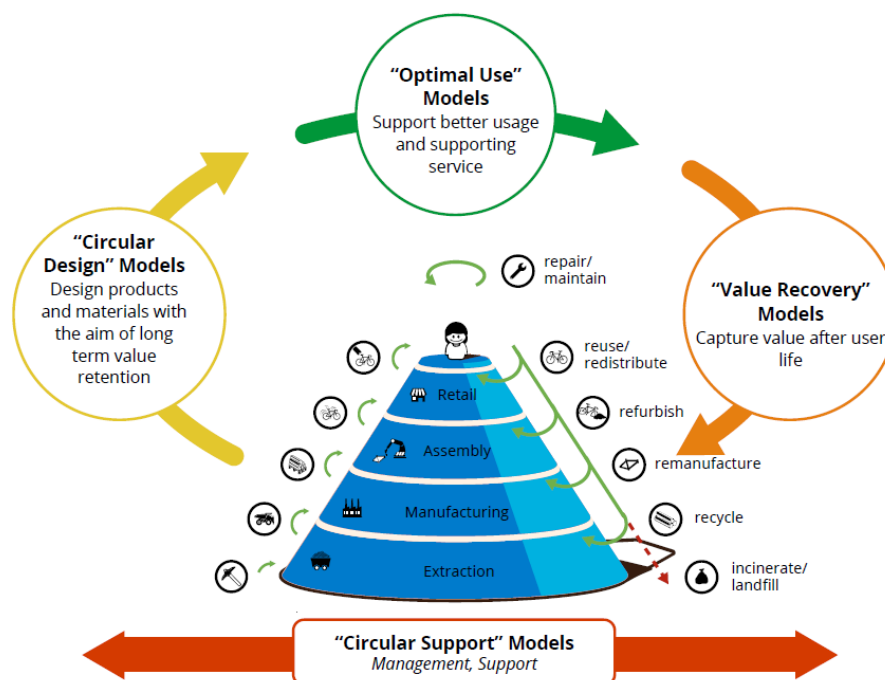 “Optimal Use”
Models
Support better usage
and supporting
service
“Circular
Design” Models
Design products
and materials with
the aim of long
term value
retention
“Value Recovery”
Models
Capture value after user
life
repair/
maintain
reuse/
redistribute
refurbish
remanufacture
recycle
incinerate/
landfill
Retail
Assembly
Manufacturing
Extraction
“Circular Support” Models
Management, Support